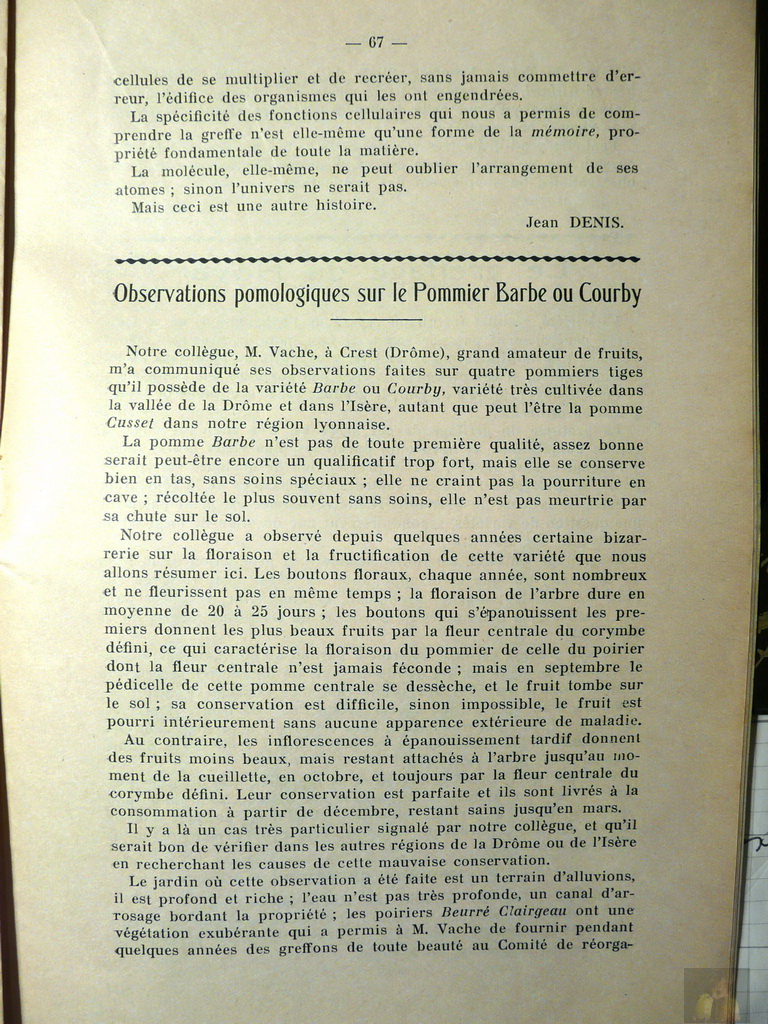 — 67 —
cellules de se multiplier et de recréer, sans jamais commettre d'er-
reur, l'édifice des organismes qui les ont engendrées.
La spécificité des fonctions cellulaires qui nous a permis de com-
prendre la greffe n'est elle-même qu'une forme de la mémoire, pro-
priété fondamentale de toute la matière.
La molécule, elle-même, ne peut oublier l'arrangement de ses
atomes ; sinon l'univers ne serait pas.
Mais ceci est une autre histoire.
Jean DENIS.
Observations pomologiques sur le Pommier Barbe ou Courby
Notre collègue, M. Vache, à Crest (Drôme), grand amateur de fruits,
m'a communiqué ses observations faites sur quatre pommiers tiges
qu'il possède de la variété Barbe ou Courby, variété très cultivée dans
la vallée de la Drôme et dans l'Isère, autant que peut l'être la pomme
Cusset dans notre région lyonnaise.
La pomme Barbe n'est pas de toute première qualité, assez bonne
serait peut-être encore un qualificatif trop fort, mais elle se conserve
bien en tas, sans soins spéciaux ; elle ne craint pas la pourriture en
cave ; récoltée le plus souvent sans soins, elle n'est pas meurtrie par
sa chute sur le sol.
Notre collègue a observé depuis quelques années certaine bizar-
rerie sur la floraison et la fructification de cette variété que nous
allons résumer ici. Les boutons floraux, chaque année, sont nombreux
et ne fleurissent pas en même temps ; la floraison de l'arbre dure en
moyenne de 20 à 25 jours ; les boutons qui s'épanouissent les pre-
miers donnent les plus beaux fruits par la fleur centrale du corymbe
défini, ce qui caractérise la floraison du pommier de celle du poirier
dont la fleur centrale n'est jamais féconde ; mais en septembre le
pédicelle de cette pomme centrale se dessèche, et le fruit tombe sur
le sol ; sa conservation est difficile, sinon impossible, le fruit est
pourri intérieurement sans aucune apparence extérieure de maladie.
Au contraire, les inflorescences à épanouissement tardif donnent
des fruits moins beaux, mais restant attachés à l'arbre jusqu'au mo-
ment de la cueillette, en octobre, et toujours par la fleur centrale du
corymbe défini. Leur conservation est parfaite et ils sont livrés à la
consommation à partir de décembre, restant sains jusqu'en mars.
Il y a là un cas très particulier signalé par notre collègue, et qu'il
serait bon de vérifier dans les autres régions de la Drôme ou de l'Isère
en recherchant les causes de cette mauvaise conservation.
Le jardin où cette observation a été faite est un terrain d'alluvions,
il est profond et riche ; l'eau n'est pas très profonde, un canal d'ar-
rosage bordant la propriété ; les poiriers Beurré Clairgeau ont une
végétation exubérante qui a permis à M. Vache de fournir pendant
quelques années des greffons de toute beauté au Comité de réorga-